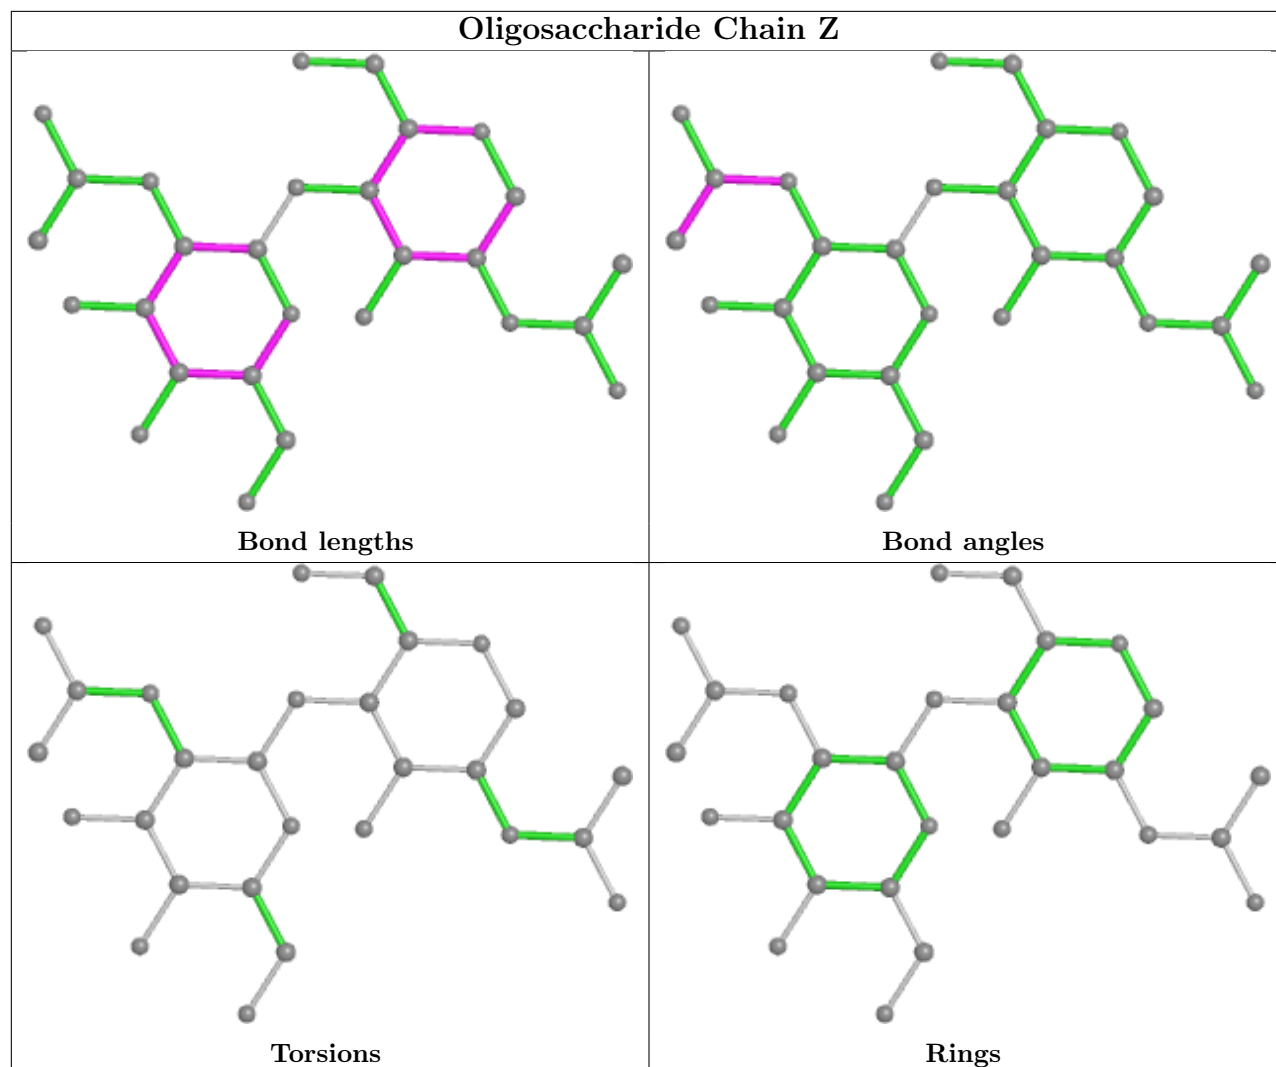 Oligosaccharide Chain Z
Bond lengths
Bond angles
Torsions
Rings